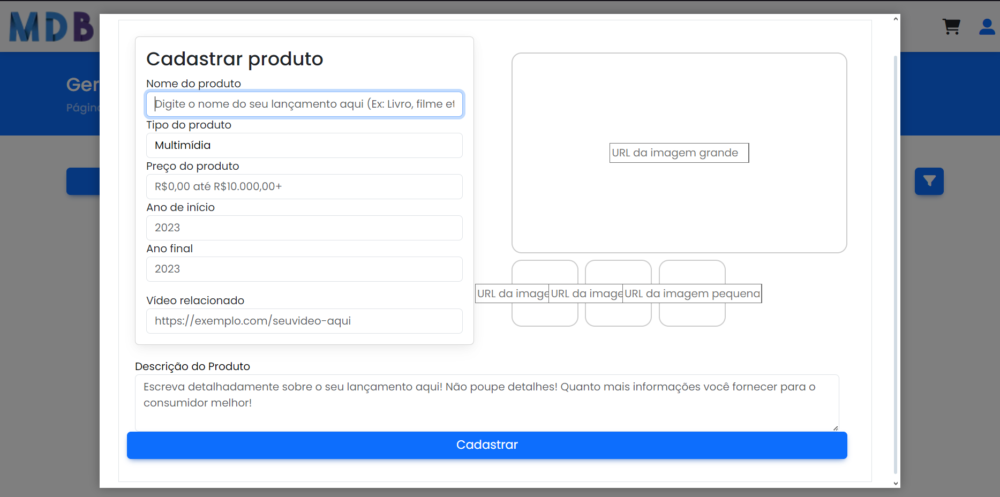 MDB
Ger
Págin
Cadastrar produto
Nome do produto
Digite o nome do seu lançamento aqui (Ex: Livro, filme et
Tipo do produto
Multimídia
Preço do produto
R$0,00 até R$10.000,00+
Ano de início
2023
Ano final
2023
Vídeo relacionado
https://exemplo.com/seuvideo-aqui
URL da imagem grande
URL da image
URL da image
URL da imagem pequena
Descrição do Produto
Escreva detalhadamente sobre o seu lançamento aqui! Não poupe detalhes! Quanto mais informações você fornecer para o
consumidor melhor!
Cadastrar